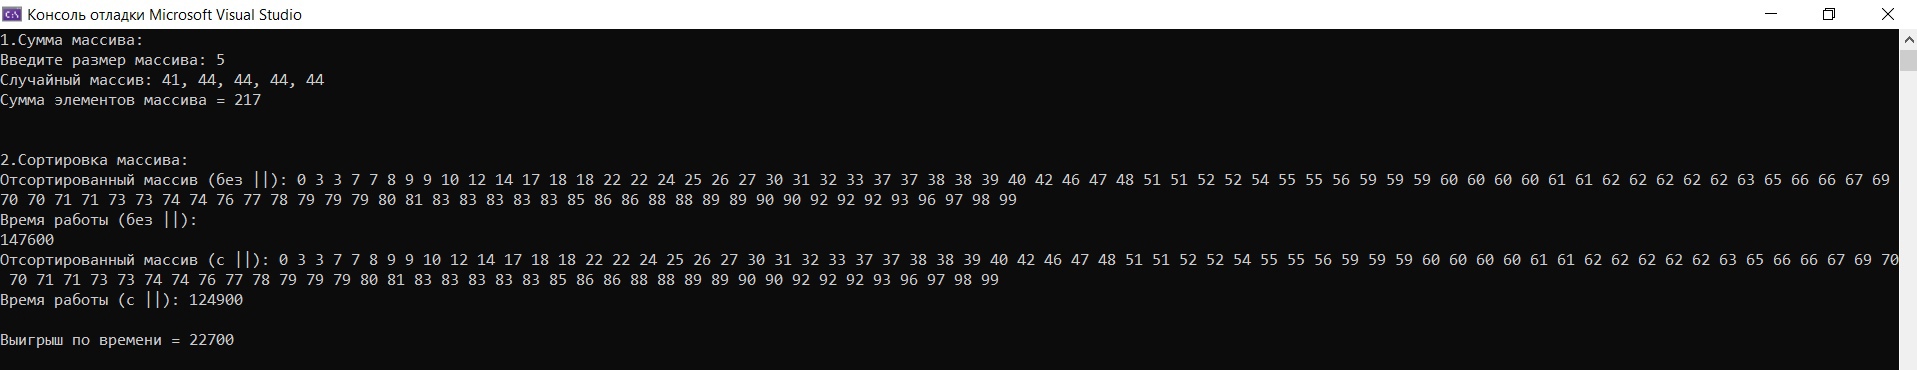 Консоль отладки Microsoft Visual Studio
1.Сумма массива:
Введите размер массива: 5
Случайный массив: 41, 44, 44, 44, 44
Сумма элементов массива = 217
2.Сортировка массива:
Отсортированный массив (без ||): 0 3 3 7 7 8 9 9 10 12 14 17 18 18 22 22 24 25 26 27 30 31 32 33 37 37 38 38 39 40 42 46 47 48 51 51 52 52 54 55 55 56 59 59 59 60 60 60 60 61 61 62 62 62 62 62 63 65 66 66 67 69
70 70 71 71 73 73 74 74 76 77 78 79 79 79 80 81 83 83 83 83 83 85 86 86 88 88 89 89 90 90 92 92 92 93 96 97 98 99
Время работы (без ||):
147600
Отсортированный массив (с ||): 0 3 3 7 7 8 9 9 10 12 14 17 18 18 22 22 24 25 26 27 30 31 32 33 37 37 38 38 39 40 42 46 47 48 51 51 52 52 54 55 55 56 59 59 59 60 60 60 60 61 61 62 62 62 62 62 63 65 66 66 67 69 70
70 71 71 73 73 74 74 76 77 78 79 79 79 80 81 83 83 83 83 83 85 86 86 88 88 89 89 90 90 92 92 92 93 96 97 98 99
Время работы (с ||): 124900
Выигрыш по времени = 22700